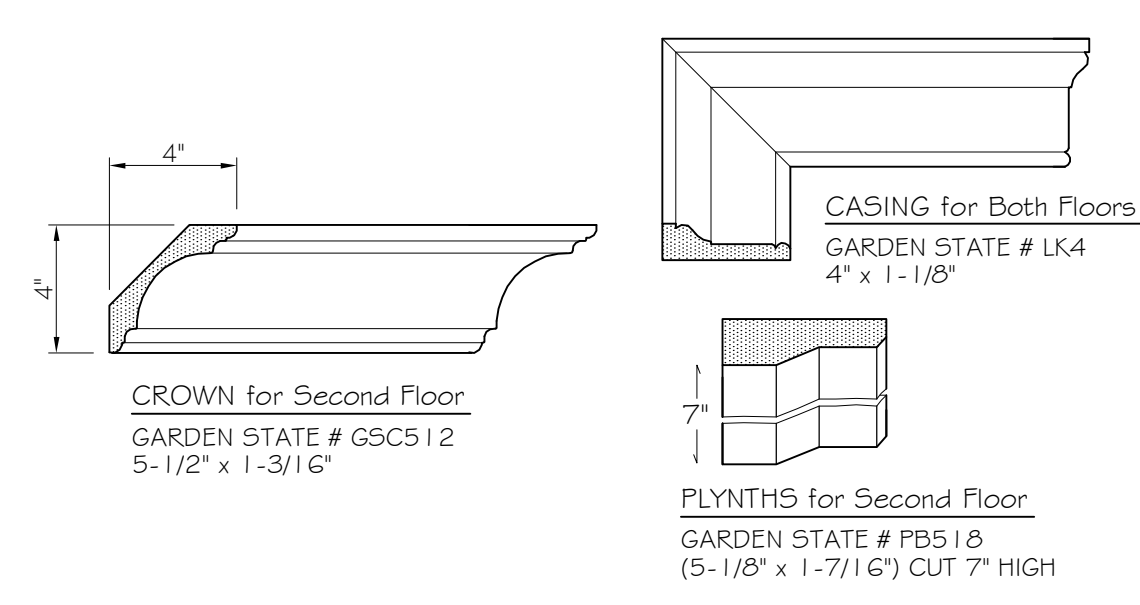 4"
4"
CROWN for Second Floor
GARDEN STATE # GSC512
5-1/2" x 1-3/16"
CASING for Both Floors
GARDEN STATE # LK4
4" x 1-1/8"
7"
PLYNTHS for Second Floor
GARDEN STATE # PB518
(5-1/8" x 1-7/16") CUT 7" HIGH